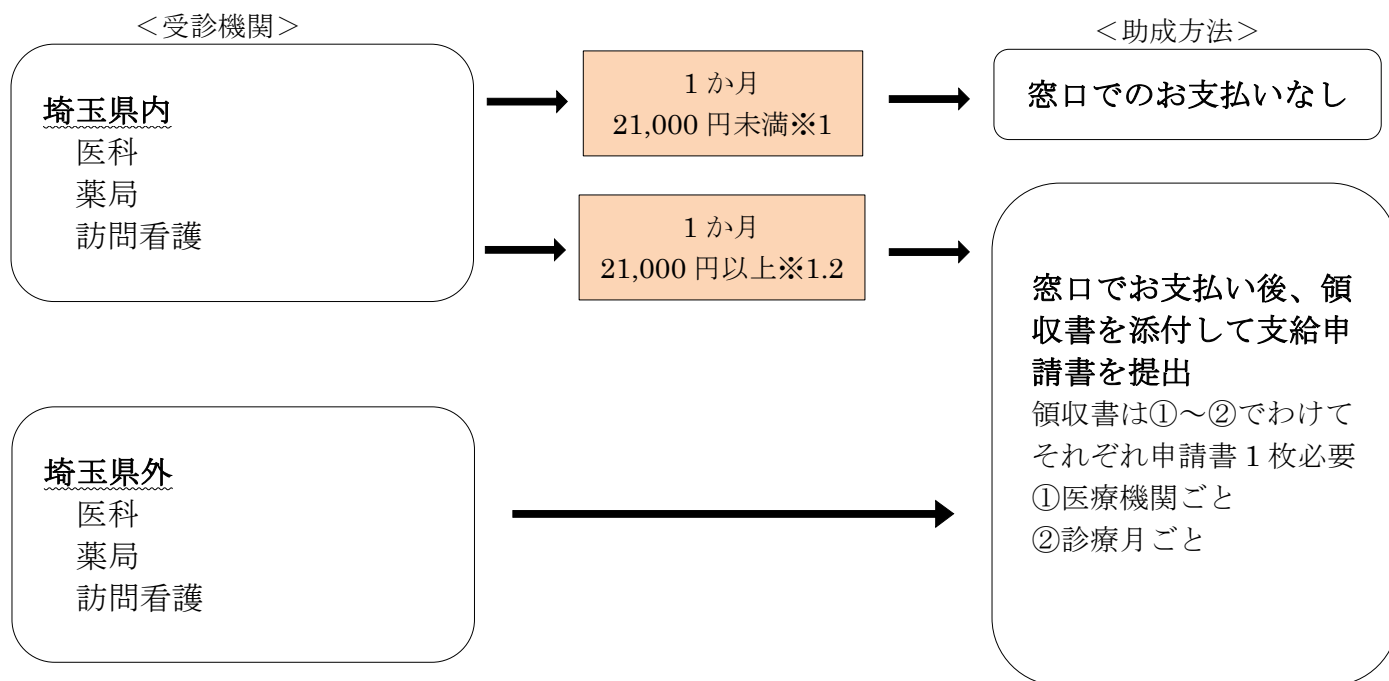 ＜受診機関＞
埼玉県内
医科
薬局
訪問看護
1 か月
21,000 円未満※1
1 か月
21,000 円以上※1.2
埼玉県外
医科
薬局
訪問看護
＜助成方法＞
窓口でのお支払いなし
窓口でお支払い後、領
収書を添付して支給申
請書を提出
領収書は①～②でわけて
それぞれ申請書 1 枚必要
①医療機関ごと
②診療月ごと